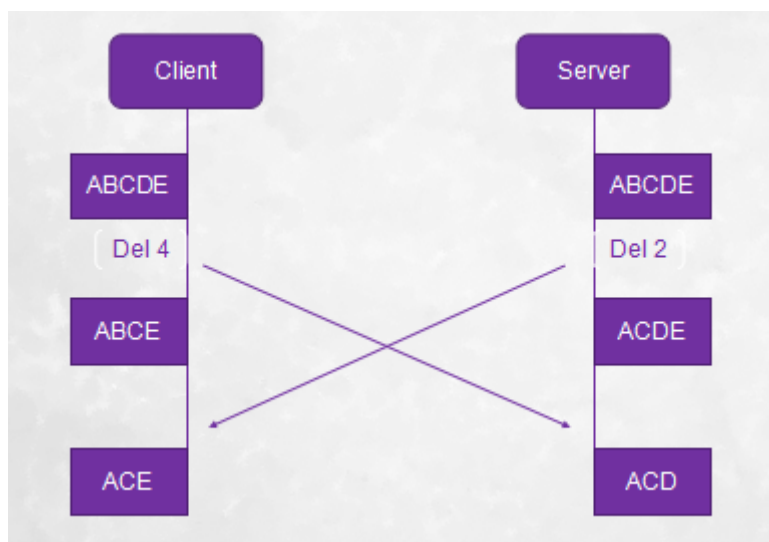 Client
Server
ABCDE
ABCDE
Del 4
Del 2
ABCE
ACDE
ACE
ACD